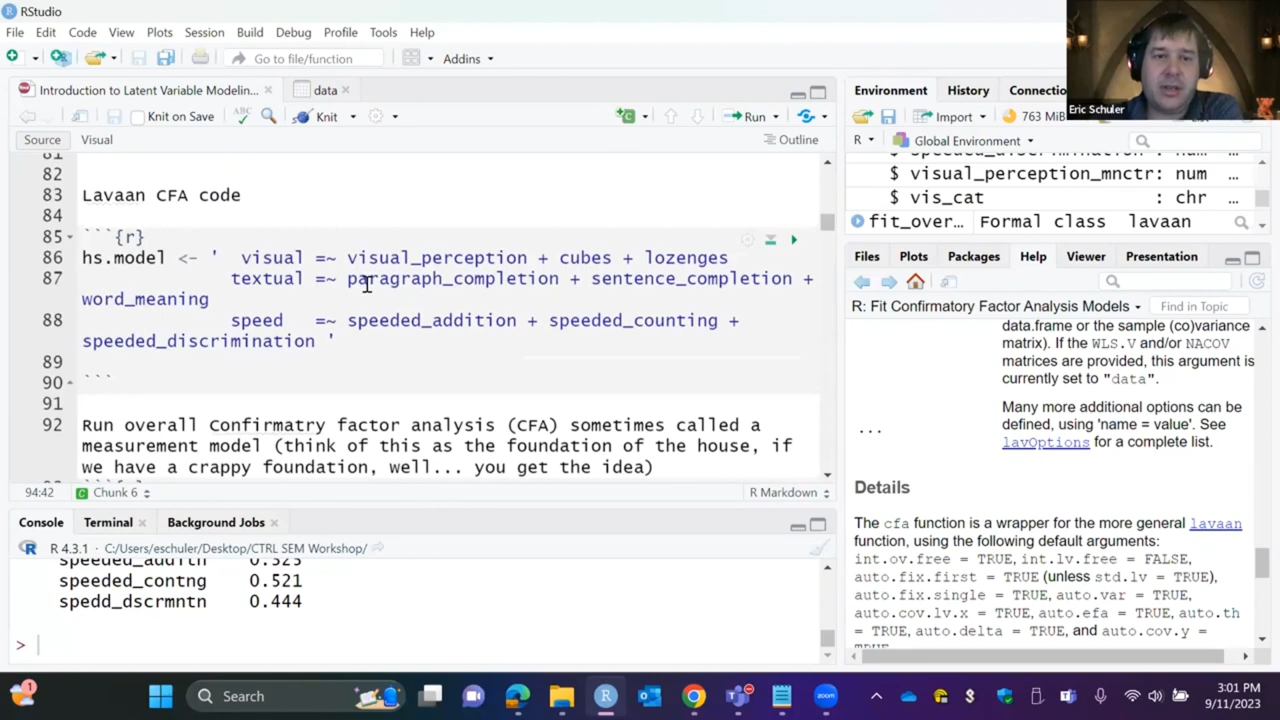 RStudio
File Edit Code View Plots Session Build Debug Profile Tools Help
Go to file/function Addins
Eric Schuler
Introduction to Latent Variable Modelin... data
Knit on Save ABC Knit Run
Source Visual Outline
82
83 Lavaan CFA code
84
85 ```{r}
86 hs.model <- ' visual =~ visual_perception + cubes + lozenges
87 textual =~ paragraph_completion + sentence_completion +
word_meaning
88 speed =~ speeded_addition + speeded_counting +
speeded_discrimination '
89
90 ```
91
92 Run overall Confirmatry factor analysis (CFA) sometimes called a
measurement model (think of this as the foundation of the house, if
we have a crappy foundation, well... you get the idea)
94:42 C Chunk 6 R Markdown
Console Terminal Background Jobs
R R 4.3.1 · C:/Users/eschuler/Desktop/CTRL SEM Workshop/
speeded_contng 0.521
spedd_dscrmntn 0.444
>
Environment History Connectio
Import 763 MiB
R Global Environment
$ speeded_discrimination : num ...
$ visual_perception_mnctr: num ...
$ vis_cat : chr ...
fit_over... Formal class lavaan
Files Plots Packages Help Viewer Presentation
R: Fit Confirmatory Factor Analysis Models Find in Topic
data.frame or the sample (co)variance
matrix). If the WLS.V and/or NACOV
matrices are provided, this argument is
currently set to "data".
... Many more additional options can be
defined, using 'name = value'. See
lavOptions for a complete list.
Details
The cfa function is a wrapper for the more general lavaan
function, using the following default arguments:
int.ov.free = TRUE, int.lv.free = FALSE,
auto.fix.first = TRUE (unless std.lv = TRUE),
auto.fix.single = TRUE, auto.var = TRUE,
auto.cov.lv.x = TRUE, auto.efa = TRUE, auto.th
= TRUE, auto.delta = TRUE, and auto.cov.y =
1 Search R zoom
3:01 PM
9/11/2023